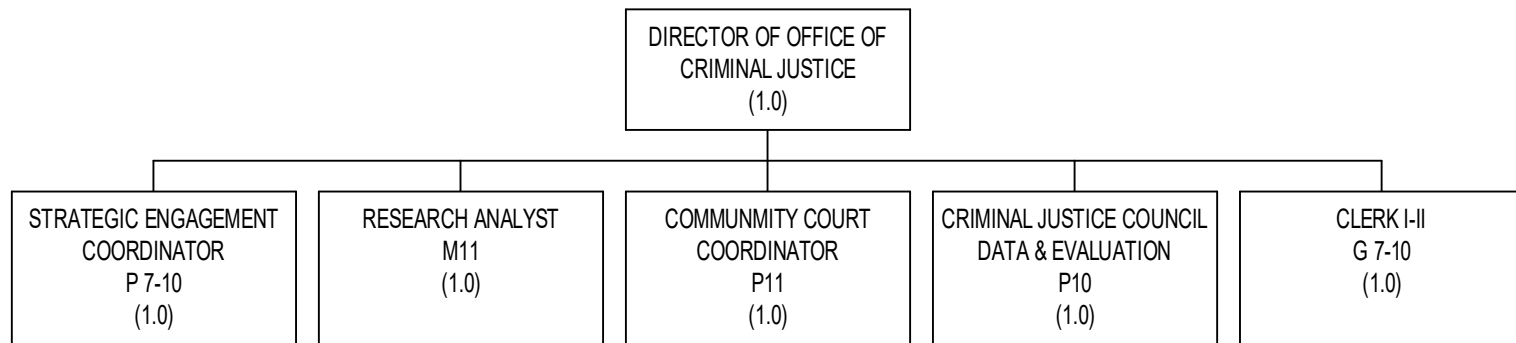 DIRECTOR OF OFFICE OF
CRIMINAL JUSTICE
(1.0)
STRATEGIC ENGAGEMENT
COORDINATOR
P 7-10
(1.0)
RESEARCH ANALYST
M11
(1.0)
COMMUNMITY COURT
COORDINATOR
P11
(1.0)
CRIMINAL JUSTICE COUNCIL
DATA & EVALUATION
P10
(1.0)
CLERK I-II
G 7-10
(1.0)